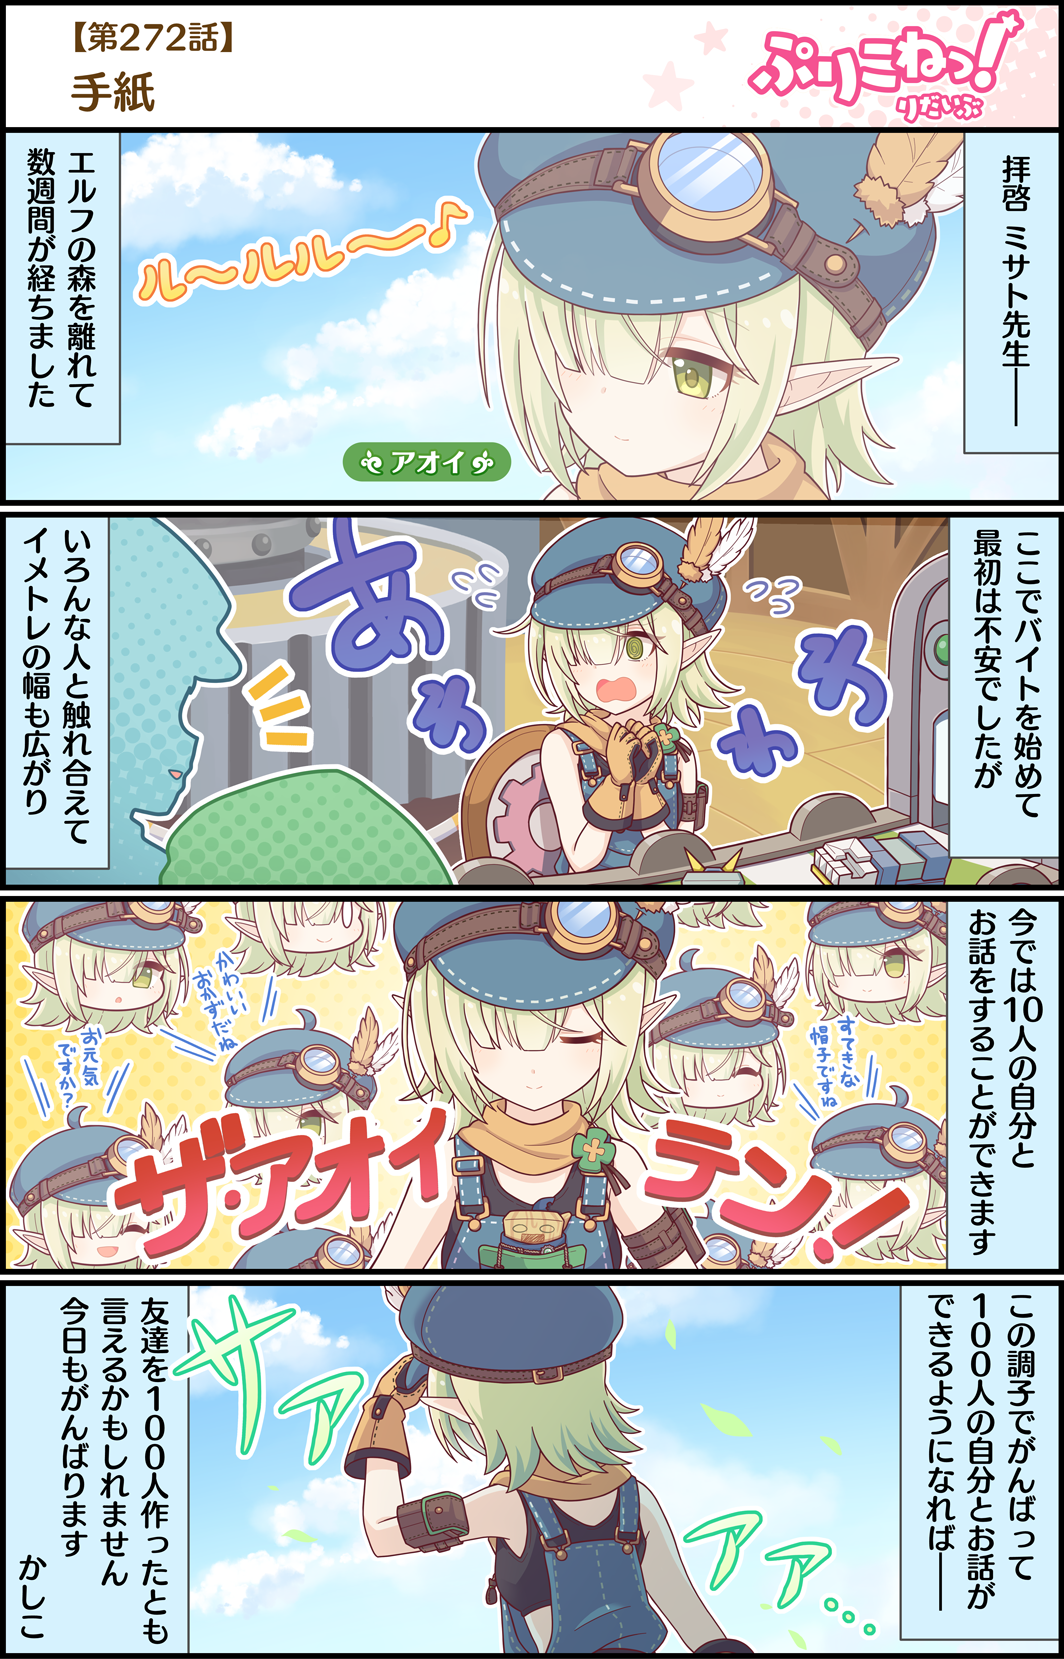 【第272話】
手紙
ぷりこねっ!
りだいぶ
拝啓 ミサト先生――
ル～ルルル～♪
エルフの森を離れて
数週間が経ちました
アオイ
ここでバイトを始めて
最初は不安でしたが
あ
わ
わ
わ
いろんな人と触れ合えて
イメトレの幅も広がり
今では10人の自分と
お話をすることができます
すてきな
帽子ですね
かわいい
おかずだね
お元気
ですか?
ザ・アオイ
テン!
この調子でがんばって
100人の自分とお話が
できるようになれば――
サァ
アァ...
友達を100人作ったとも
言えるかもしれません
今日もがんばります
かしこ